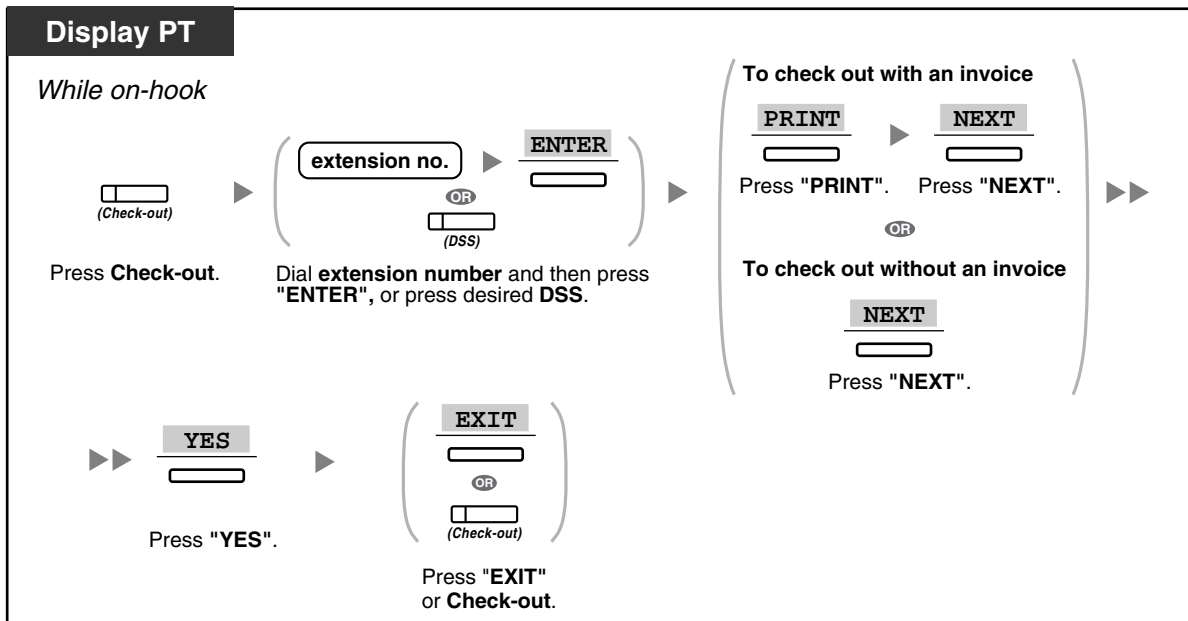 Display PT
While on-hook
(Check-out)
Press Check-out.
extension no.
ENTER
OR
(DSS)
Dial extension number and then press
"ENTER", or press desired DSS.
To check out with an invoice
PRINT
NEXT
Press "PRINT".
Press "NEXT".
OR
To check out without an invoice
NEXT
Press "NEXT".
YES
Press "YES".
EXIT
OR
(Check-out)
Press "EXIT"
or Check-out.